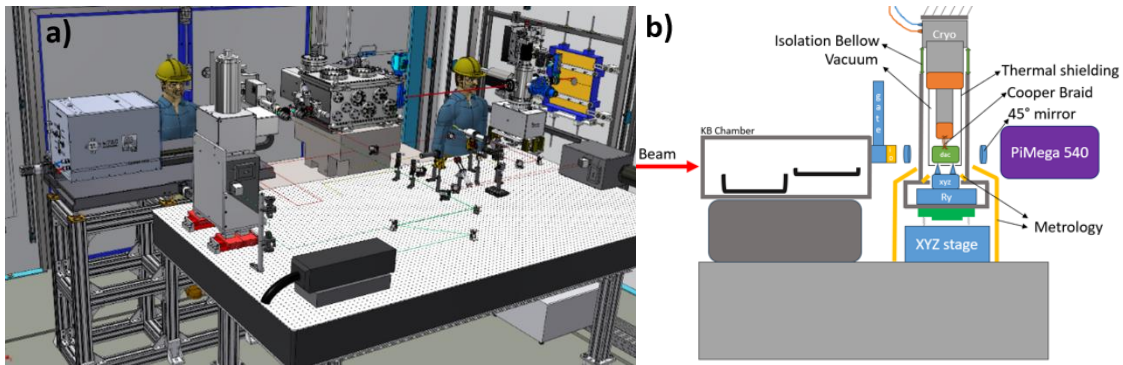 a)
b)
Cryo
Isolation Bellow
Vacuum
Thermal shielding
Cooper Braid
45° mirror
gate
KB Chamber
Beam
dac
PiMega 540
xyz
Ry
Metrology
XYZ stage